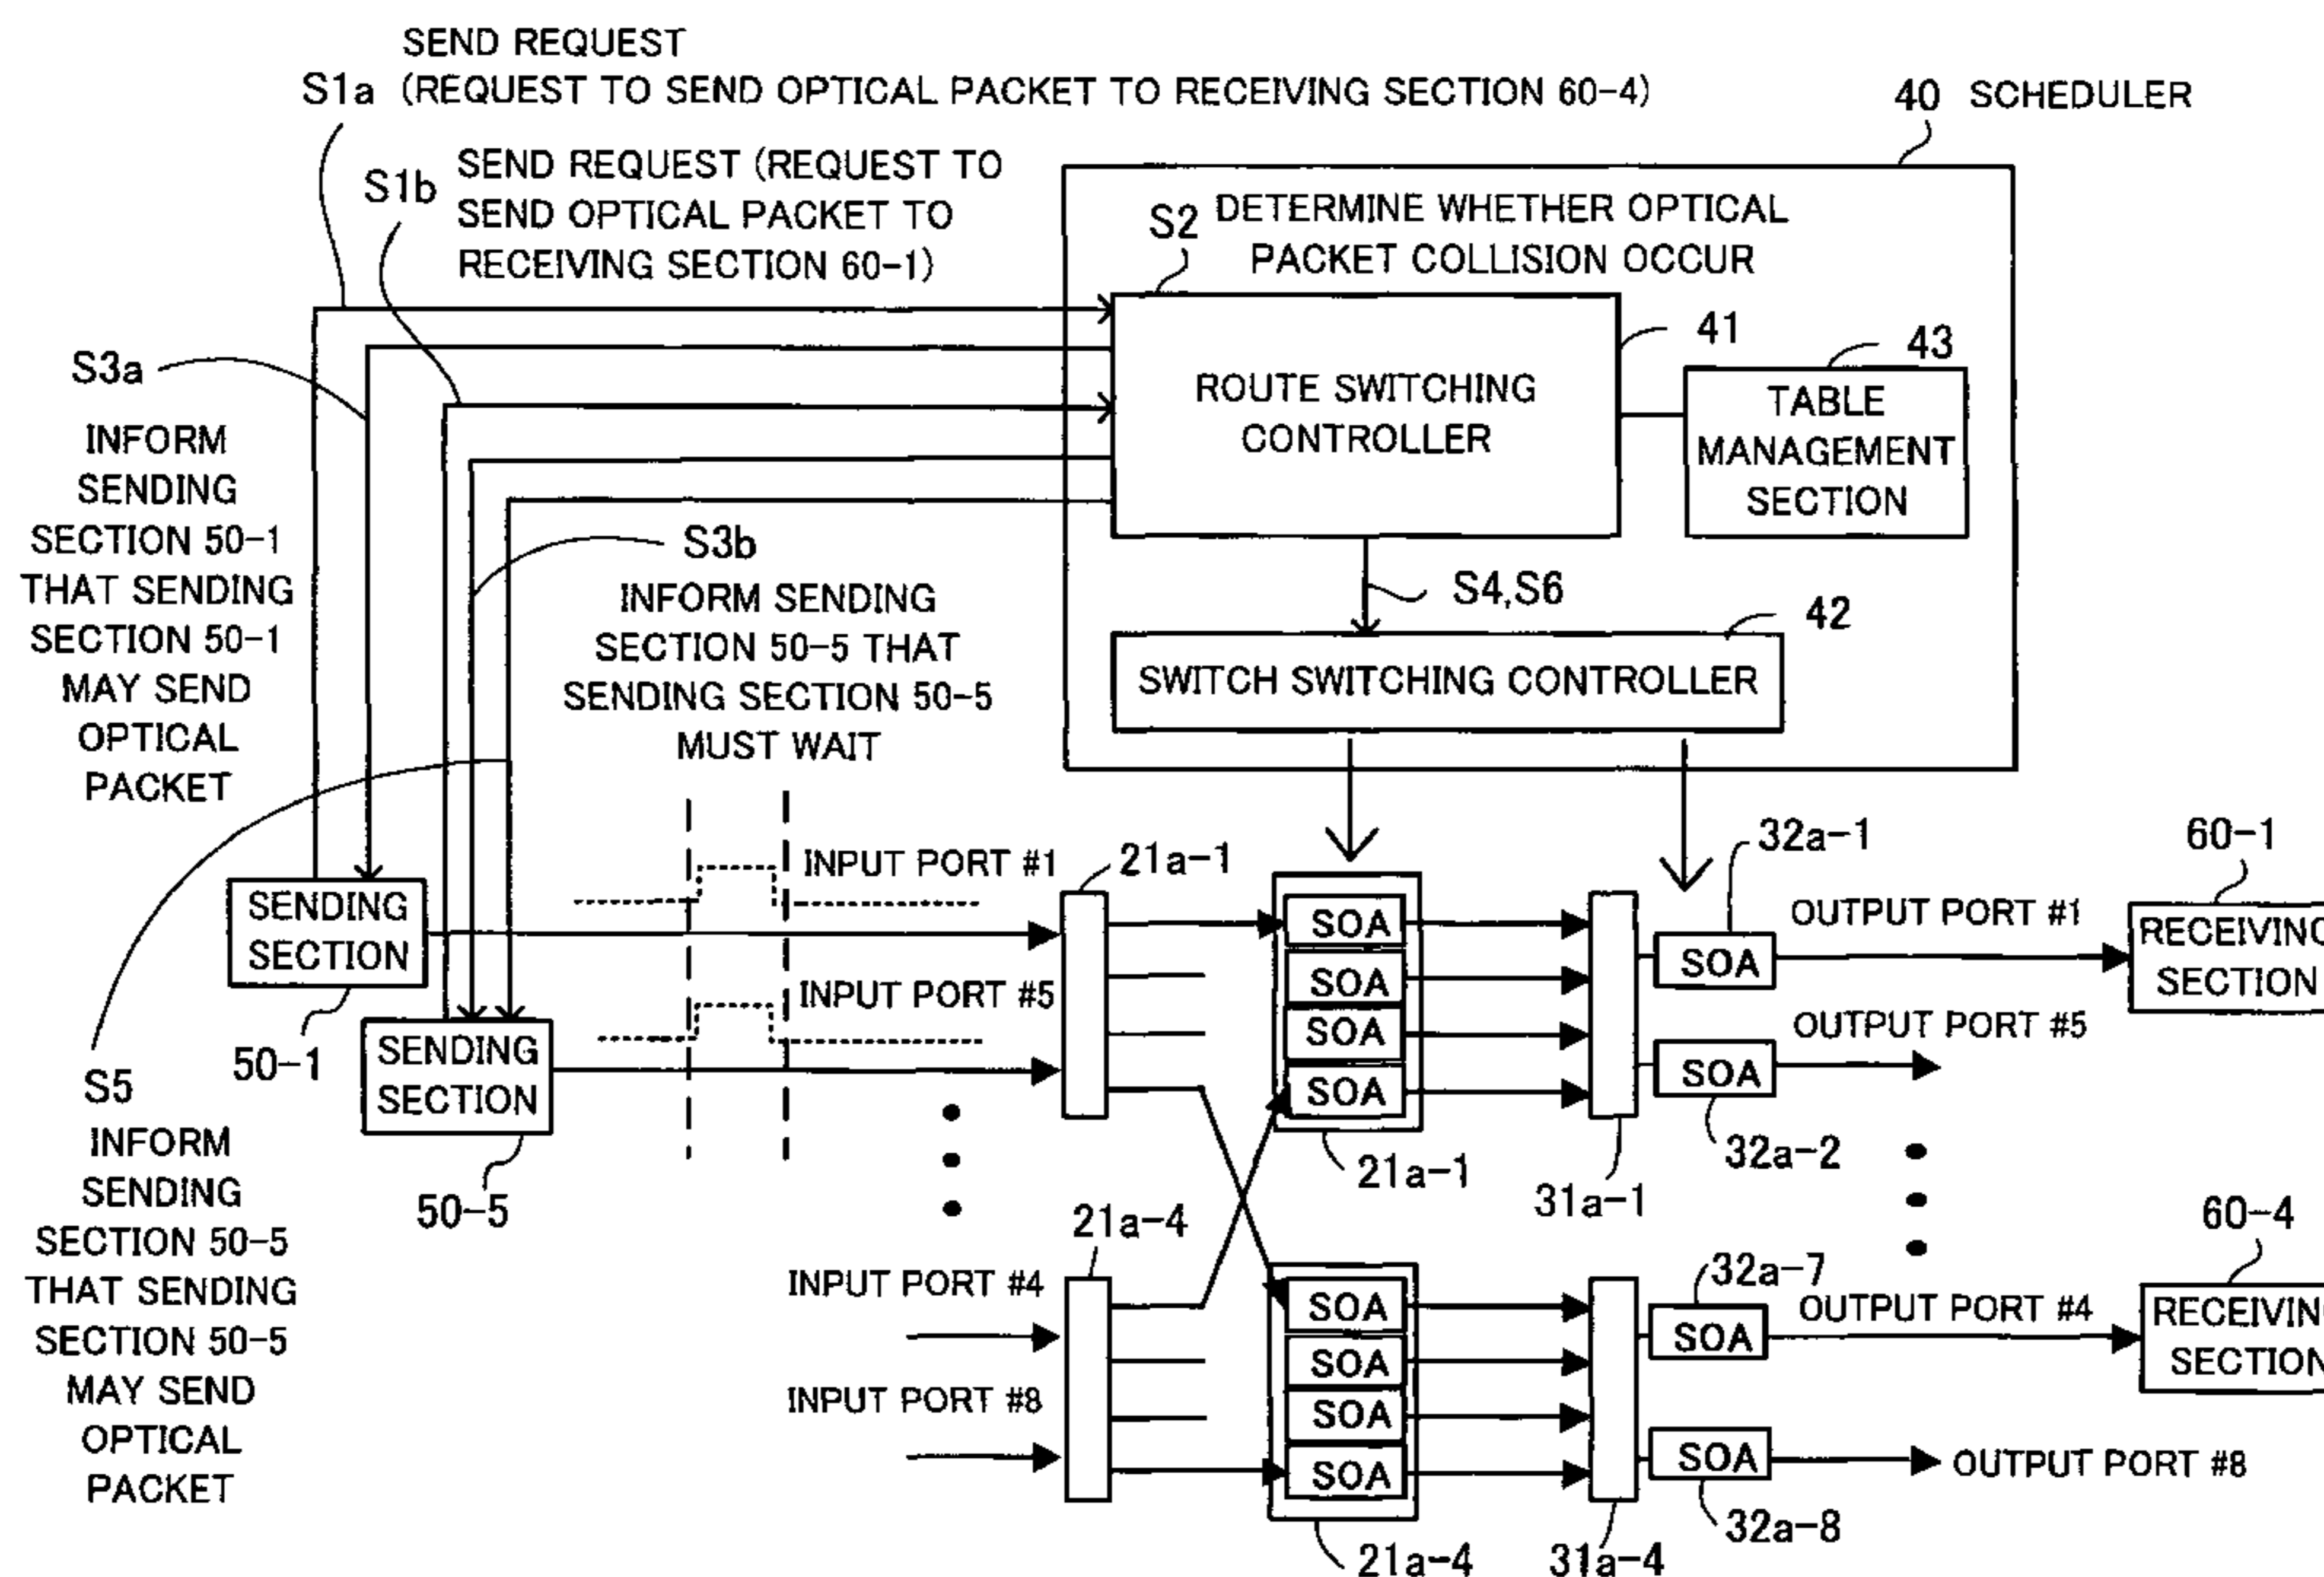 SEND REQUEST
S1a (REQUEST TO SEND OPTICAL PACKET TO RECEIVING SECTION 60-4)
40 SCHEDULER
S1b
SEND REQUEST (REQUEST TO
SEND OPTICAL PACKET TO
RECEIVING SECTION 60-1)
S2
DETERMINE WHETHER OPTICAL
PACKET COLLISION OCCUR
ROUTE SWITCHING
CONTROLLER
41
43
TABLE
MANAGEMENT
SECTION
S4,S6
42
SWITCH SWITCHING CONTROLLER
S3a
INFORM
SENDING
SECTION 50-1
THAT SENDING
SECTION 50-1
MAY SEND
OPTICAL
PACKET
S3b
INFORM SENDING
SECTION 50-5 THAT
SENDING SECTION 50-5
MUST WAIT
SENDING
SECTION
50-1
SENDING
SECTION
50-5
S5
INFORM
SENDING
SECTION 50-5
THAT SENDING
SECTION 50-5
MAY SEND
OPTICAL
PACKET
INPUT PORT #1
INPUT PORT #5
21a-1
SOA
SOA
SOA
SOA
21a-1
31a-1
32a-1
SOA
OUTPUT PORT #1
60-1
RECEIVING
SECTION
OUTPUT PORT #5
SOA
32a-2
INPUT PORT #4
INPUT PORT #8
21a-4
SOA
SOA
SOA
SOA
21a-4
31a-4
32a-7
SOA
OUTPUT PORT #4
60-4
RECEIVING
SECTION
SOA
OUTPUT PORT #8
32a-8